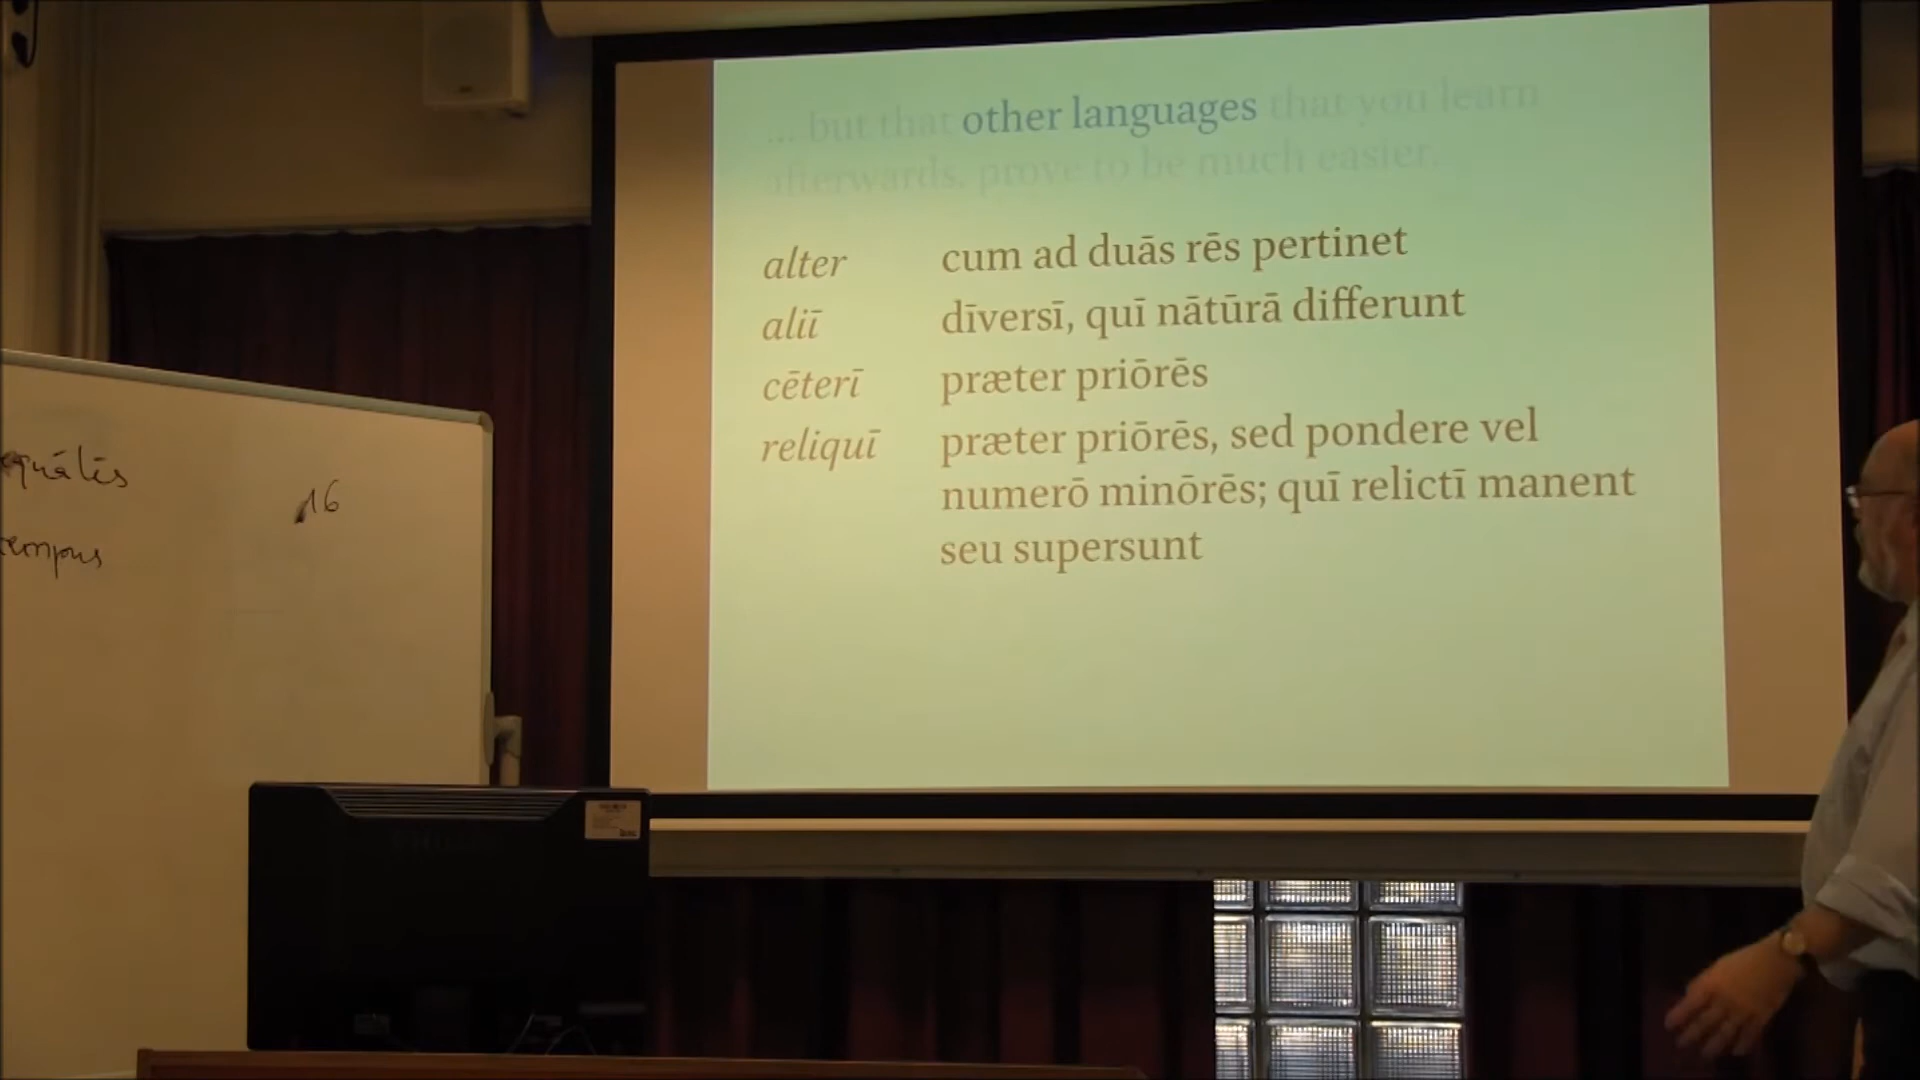 ... but that other languages that you learn
afterwards, prove to be much easier.
alter cum ad duās rēs pertinet
aliī dīversī, quī nātūrā differunt
cēterī præter priōrēs
reliquī præter priōrēs, sed pondere vel
numerō minōrēs; quī relictī manent
seu supersunt
16
tempus